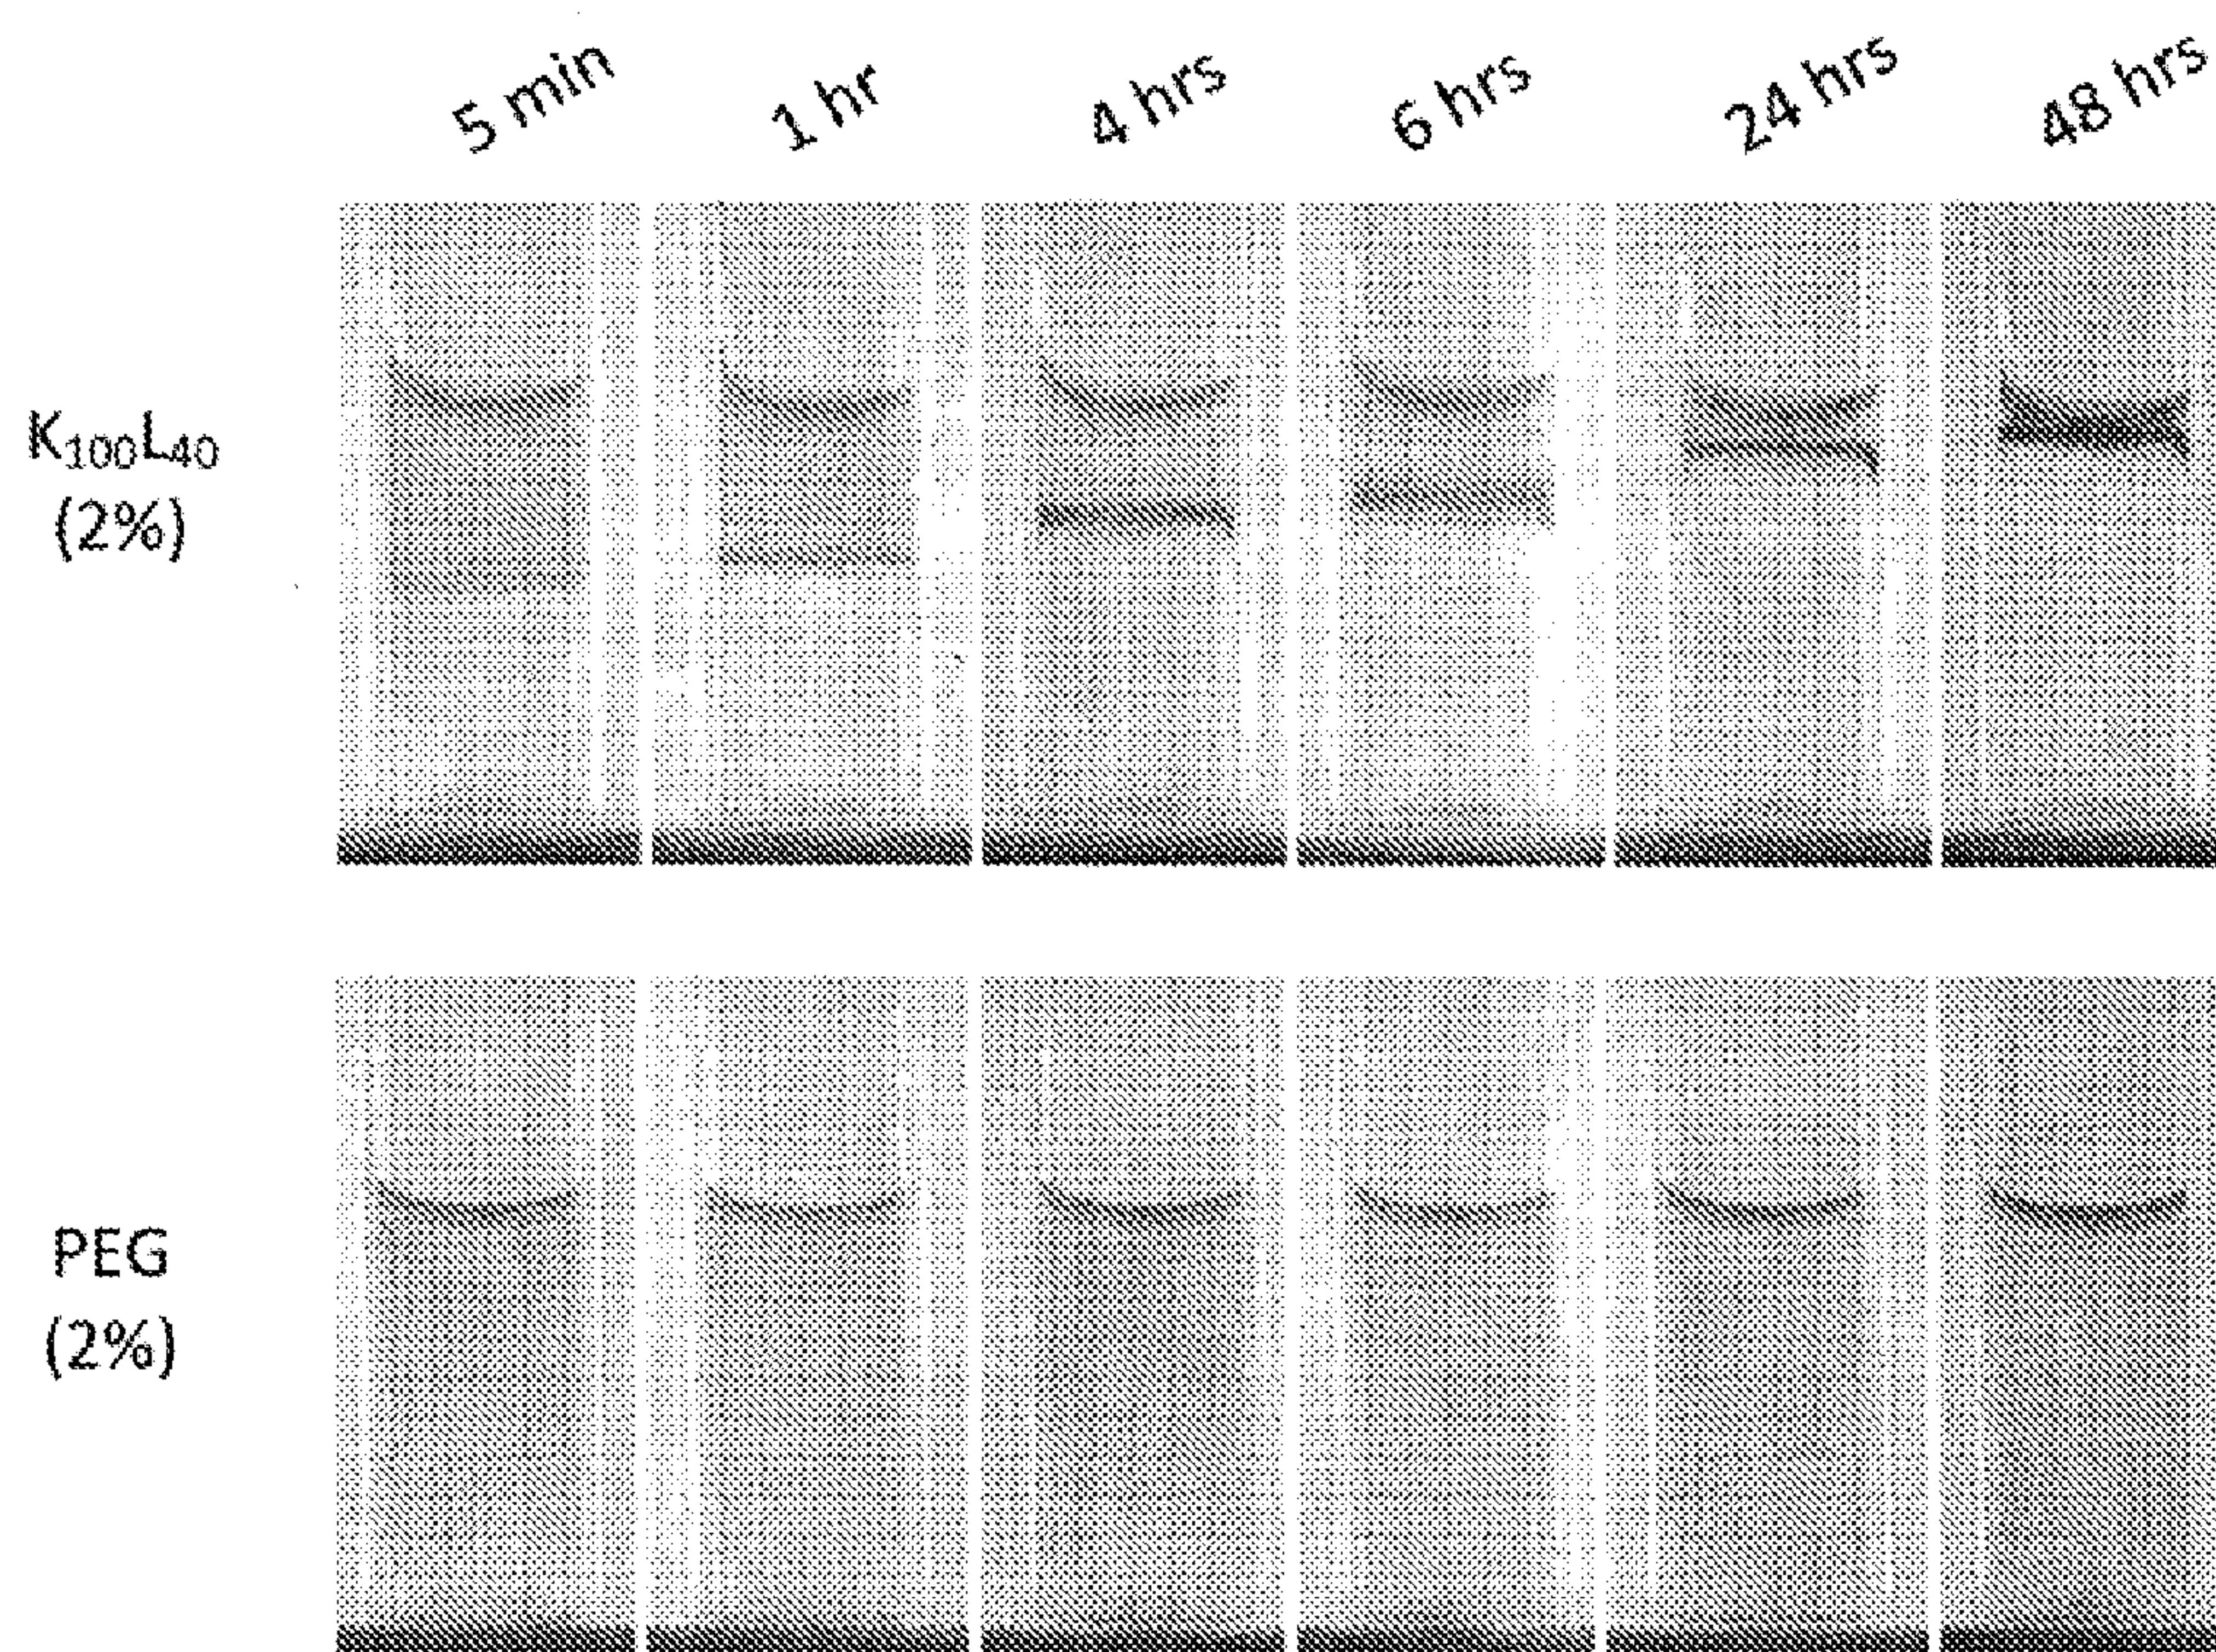 5 min 1 hr 4 hrs 6 hrs 24 hrs 48 hrs
K₁₀₀L₄₀
(2%)
PEG
(2%)